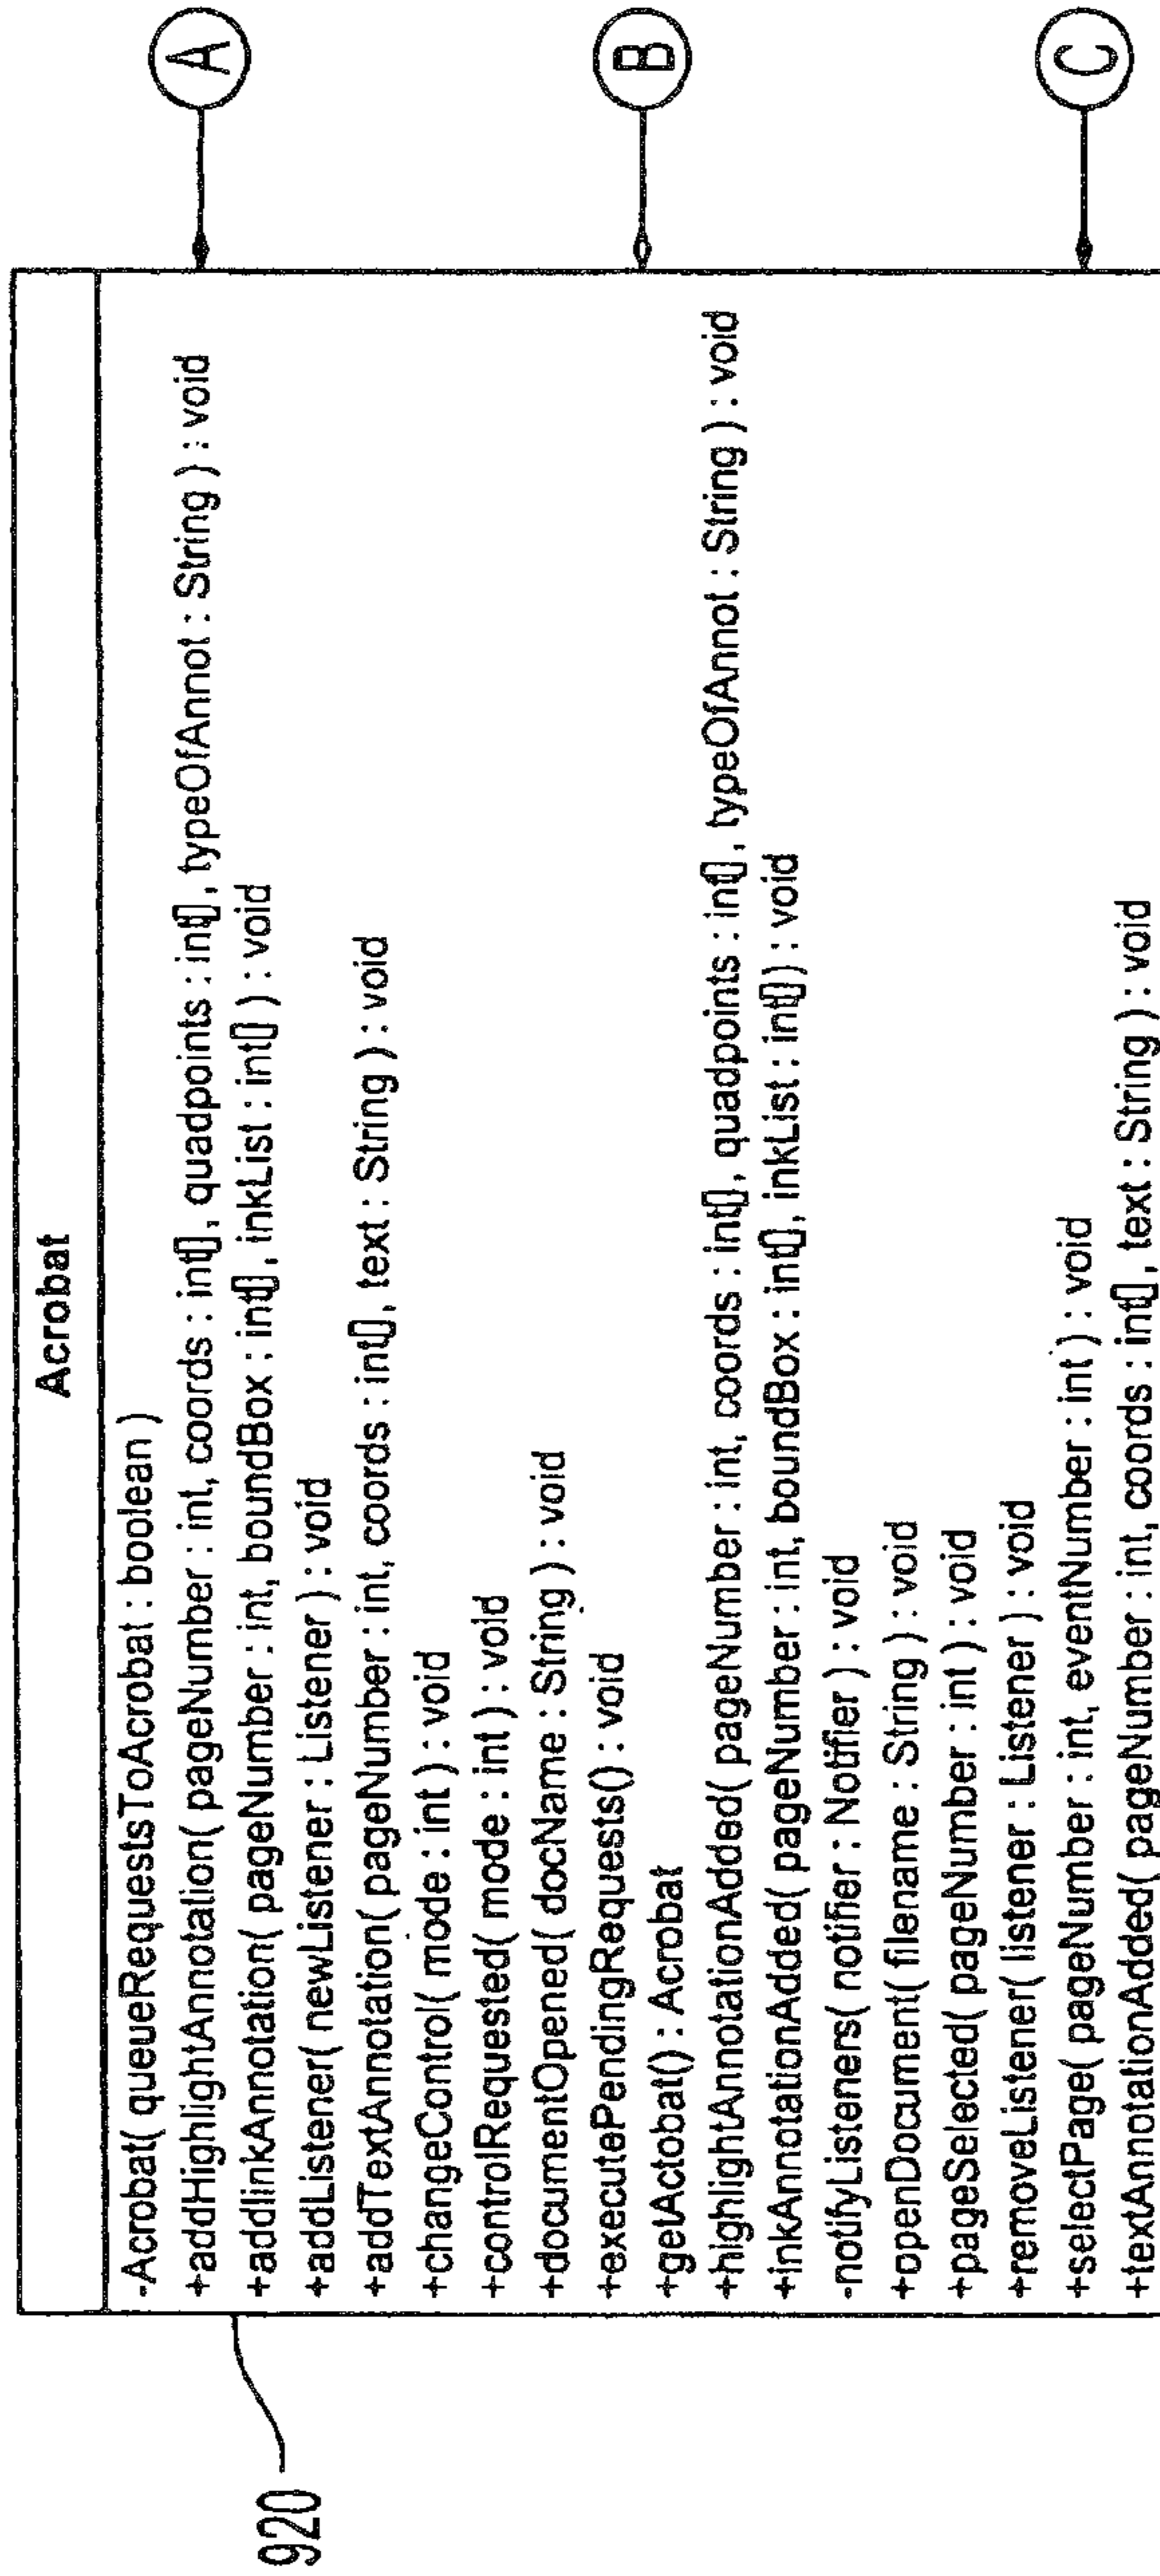 Acrobat
-Acrobat( queueRequestsToAcrobat : boolean )
+addHighlightAnnotation( pageNumber : int, coords : int[], quadpoints : int[], typeOfAnnot : String ) : void
+addInkAnnotation( pageNumber : int, boundBox : int[], inkList : int[] ) : void
+addListener( newListener : Listener ) : void
+addTextAnnotation( pageNumber : int, coords : int[], text : String ) : void
+changeControl( mode : int ) : void
+controlRequested( mode : int ) : void
+documentOpened( docName : String ) : void
+executePendingRequests() : void
+getActobat() : Acrobat
+highlightAnnotationAdded( pageNumber : int, coords : int[], quadpoints : int[], typeOfAnnot : String ) : void
+inkAnnotationAdded( pageNumber : int, boundBox : int[], inkList : int[]) : void
-notifyListeners( notifier : Notifier ) : void
+openDocument( filename : String ) : void
+pageSelected( pageNumber : int ) : void
+removeListener( listener : Listener ) : void
+selectPage( pageNumber : int, eventNumber : int ) : void
+textAnnotationAdded( pageNumber : int, coords : int[], text : String ) : void
920
A
B
C